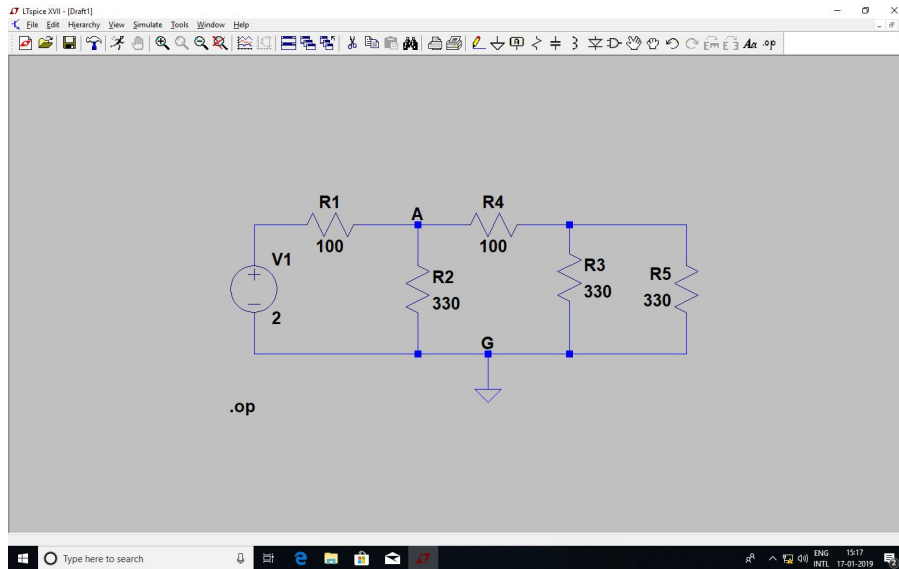 LTspice XVII - [Draft1]
File Edit Hierarchy View Simulate Tools Window Help
Aa .op
R1
A
R4
100
100
V1
R2
R3
R5
330
330
330
2
G
.op
Type here to search
ENG 15:17
INTL 17-01-2019
2